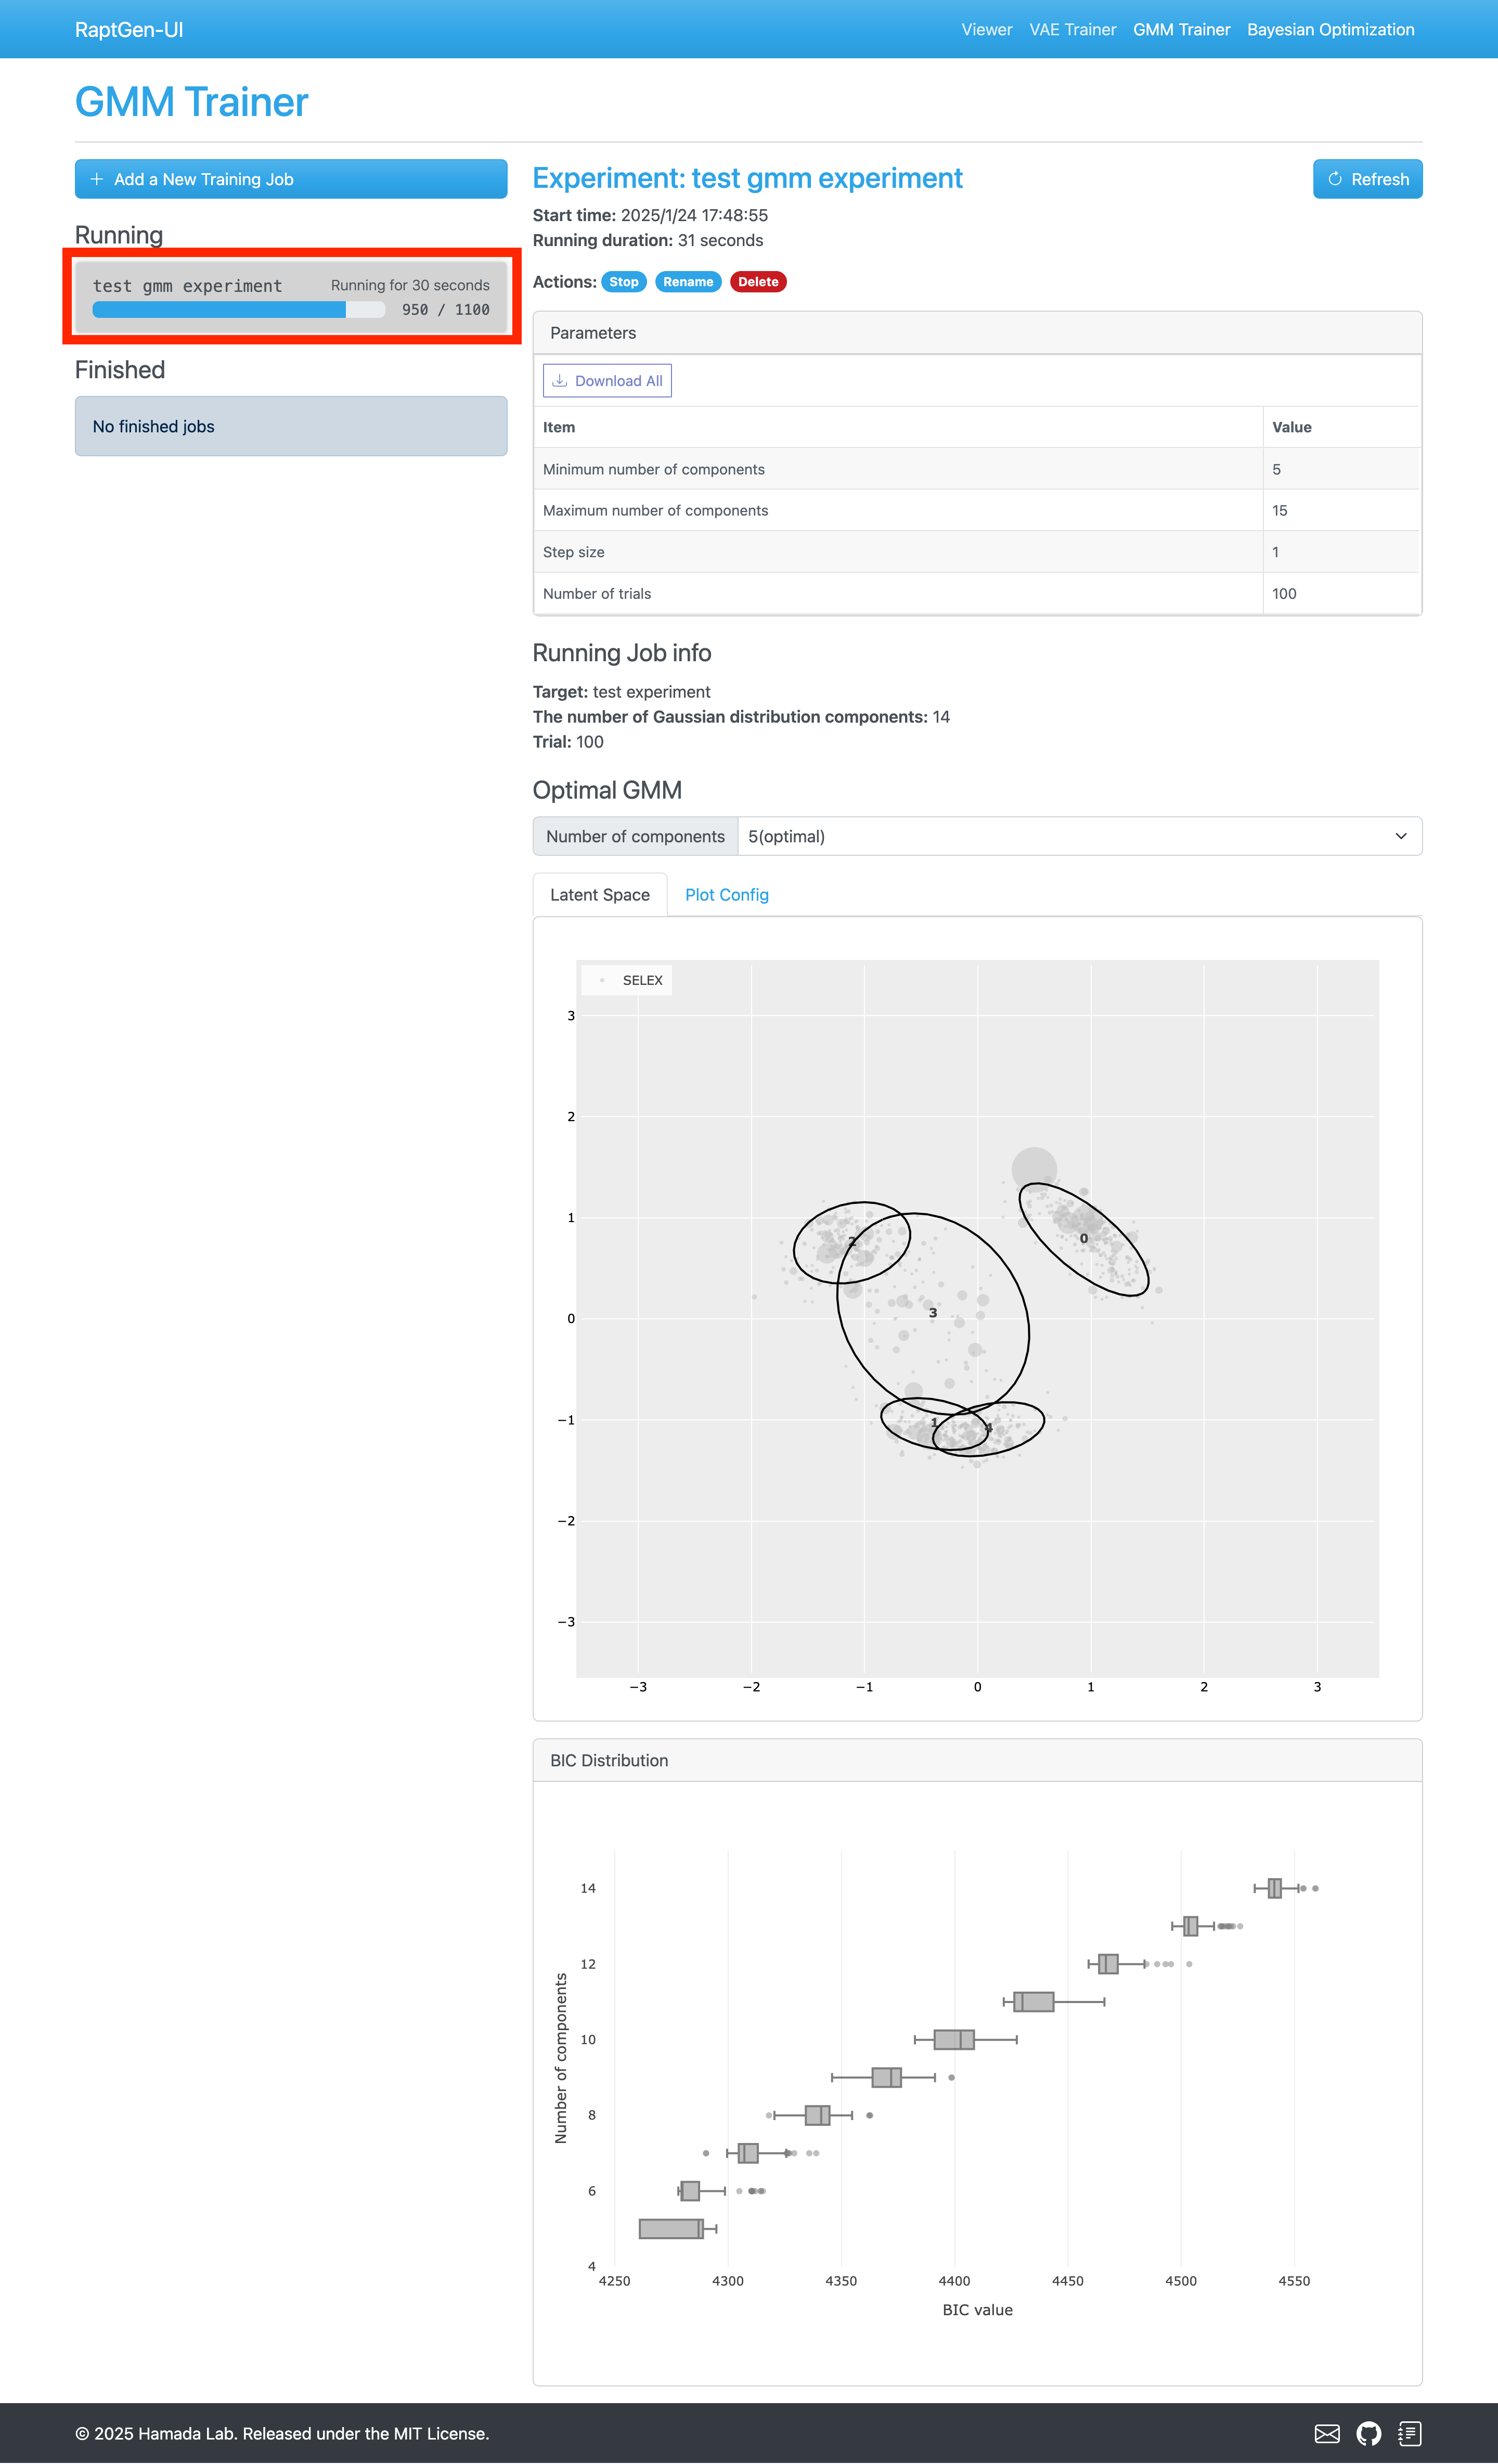 RaptGen-UI
Viewer VAE Trainer GMM Trainer Bayesian Optimization
GMM Trainer
Add a New Training Job
Running
test gmm experiment Running for 30 seconds
950 / 1100
Finished
No finished jobs
Experiment: test gmm experiment
Refresh
Start time: 2025/1/24 17:48:55
Running duration: 31 seconds
Actions: Stop Rename Delete
Parameters
Download All
Item Value
Minimum number of components 5
Maximum number of components 15
Step size 1
Number of trials 100
Running Job info
Target: test experiment
The number of Gaussian distribution components: 14
Trial: 100
Optimal GMM
Number of components 5(optimal)
Latent Space Plot Config
SELEX
3
2
1
0
−1
−2
−3
2
0
3
1
4
−3 −2 −1 0 1 2 3
BIC Distribution
Number of components
14
12
10
8
6
4
4250 4300 4350 4400 4450 4500 4550
BIC value
© 2025 Hamada Lab. Released under the MIT License.